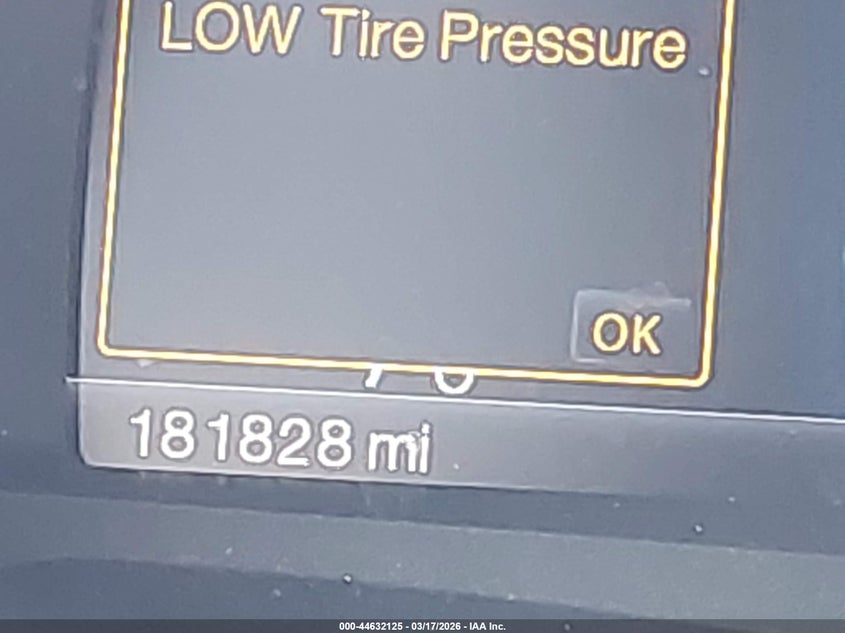 LOW Tire Pressure
OK
181828 mi
000-44632125 - 03/17/2026 - IAA Inc.